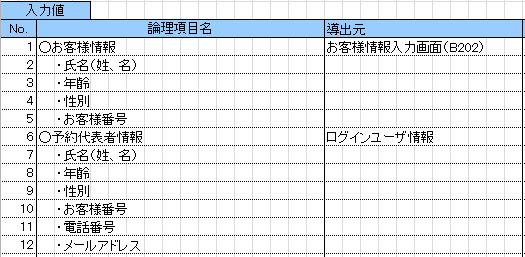 入力値
No. 論理項目名 導出元
1 ○お客様情報 お客様情報入力画面(B202)
2 ・氏名(姓、名)
3 ・年齢
4 ・性別
5 ・お客様番号
6 ○予約代表者情報 ログインユーザ情報
7 ・氏名(姓、名)
8 ・年齢
9 ・性別
10 ・お客様番号
11 ・電話番号
12 ・メールアドレス